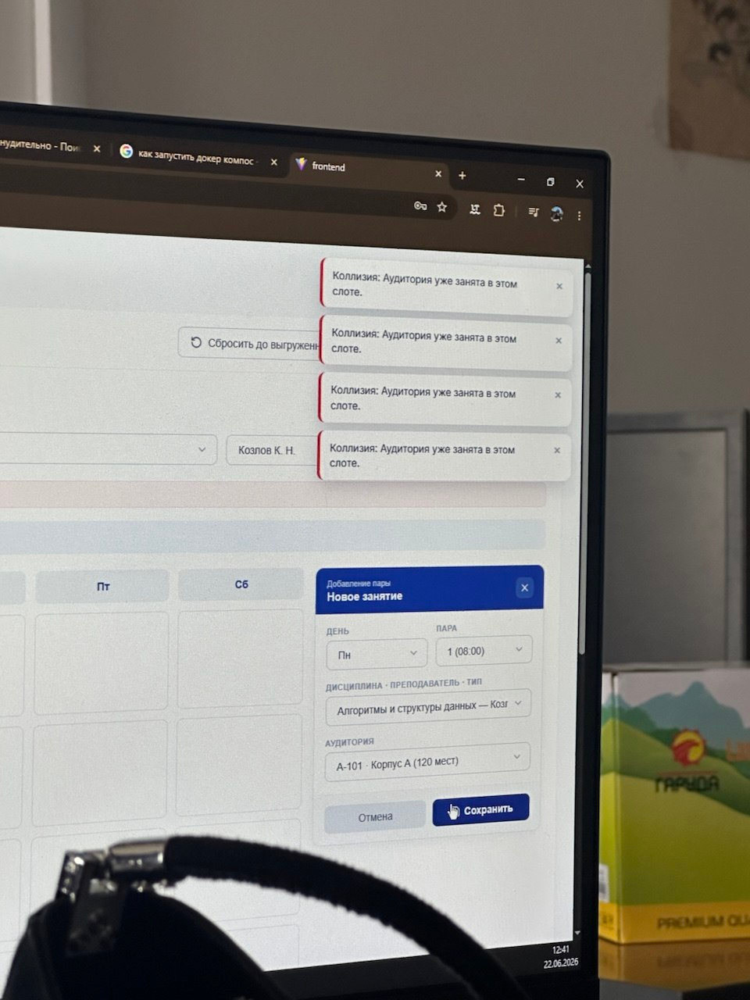 нудительно - Пои
как запустить докер компос -
frontend
Коллизия: Аудитория уже занята в этом
слоте.
Коллизия: Аудитория уже занята в этом
слоте.
Сбросить до выгруженн
Коллизия: Аудитория уже занята в этом
слоте.
Козлов К. Н.
Коллизия: Аудитория уже занята в этом
слоте.
Пт
Сб
Добавление пары
Новое занятие
ДЕНЬ
ПАРА
Пн
1 (08:00)
ДИСЦИПЛИНА · ПРЕПОДАВАТЕЛЬ · ТИП
Алгоритмы и структуры данных — Козл
АУДИТОРИЯ
А-101 · Корпус А (120 мест)
Отмена
Сохранить
12:41
22.06.2026
ГАРУДА
PREMIUM QU